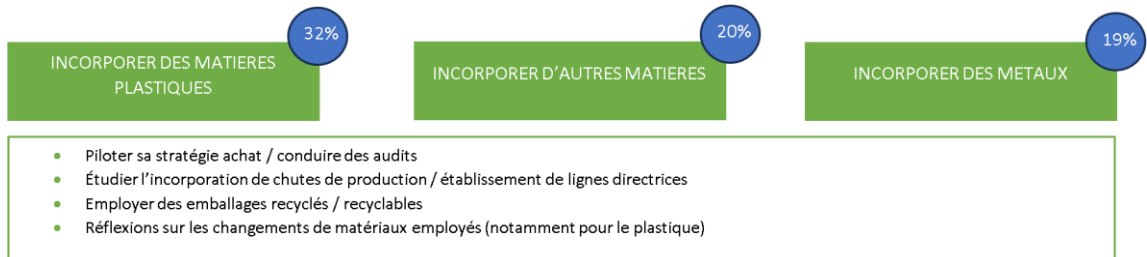 32%
INCORPORER DES MATIERES
PLASTIQUES
20%
INCORPORER D'AUTRES MATIERES
19%
INCORPORER DES METAUX
• Piloter sa stratégie achat / conduire des audits
• Étudier l'incorporation de chutes de production / établissement de lignes directrices
• Employer des emballages recyclés / recyclables
• Réflexions sur les changements de matériaux employés (notamment pour le plastique)